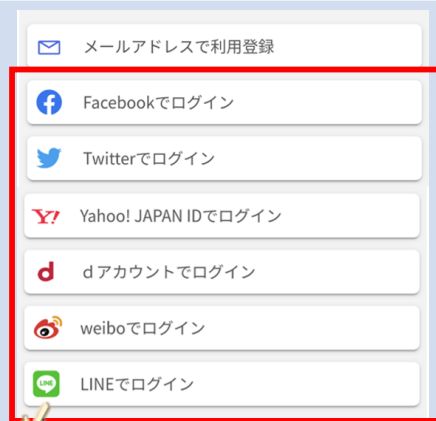 メールアドレスで利用登録
Facebookでログイン
Twitterでログイン
Y! Yahoo! JAPAN IDでログイン
d dアカウントでログイン
weiboでログイン
LINE LINEでログイン